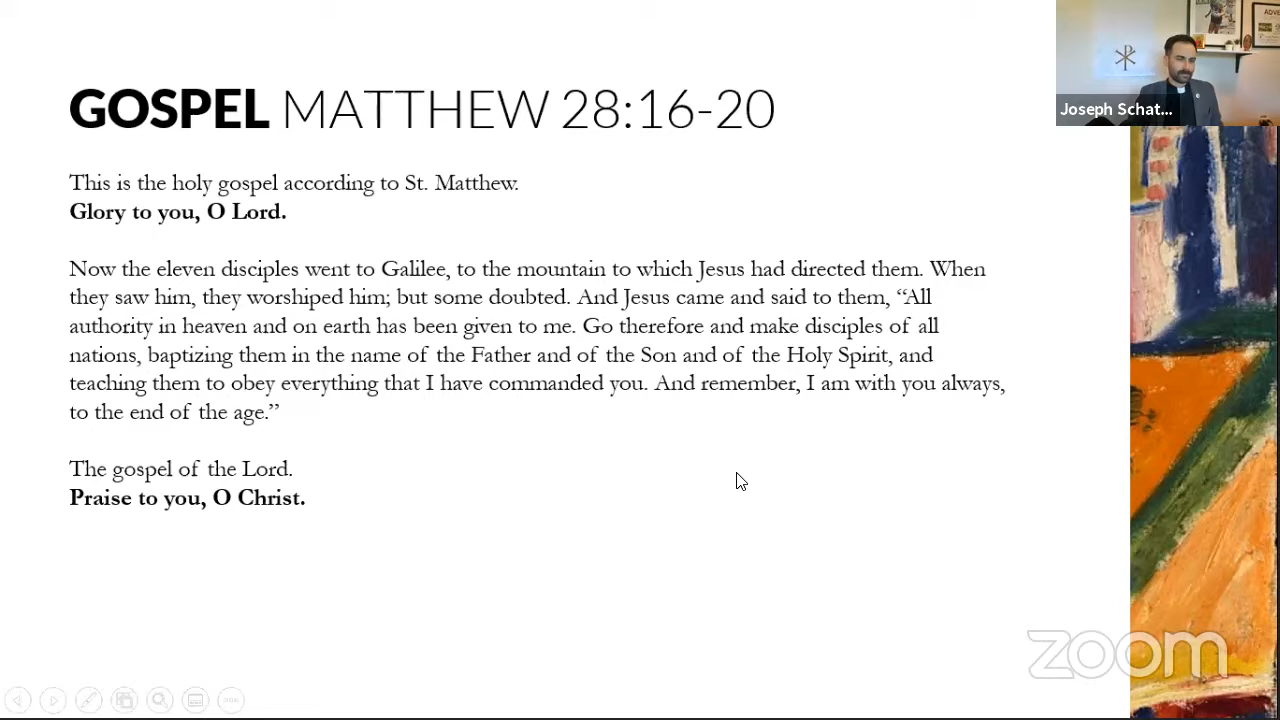 GOSPEL MATTHEW 28:16-20
This is the holy gospel according to St. Matthew.
Glory to you, O Lord.
Now the eleven disciples went to Galilee, to the mountain to which Jesus had directed them. When
they saw him, they worshiped him; but some doubted. And Jesus came and said to them, “All
authority in heaven and on earth has been given to me. Go therefore and make disciples of all
nations, baptizing them in the name of the Father and of the Son and of the Holy Spirit, and
teaching them to obey everything that I have commanded you. And remember, I am with you always,
to the end of the age.”
The gospel of the Lord.
Praise to you, O Christ.
Joseph Schat...
zoom